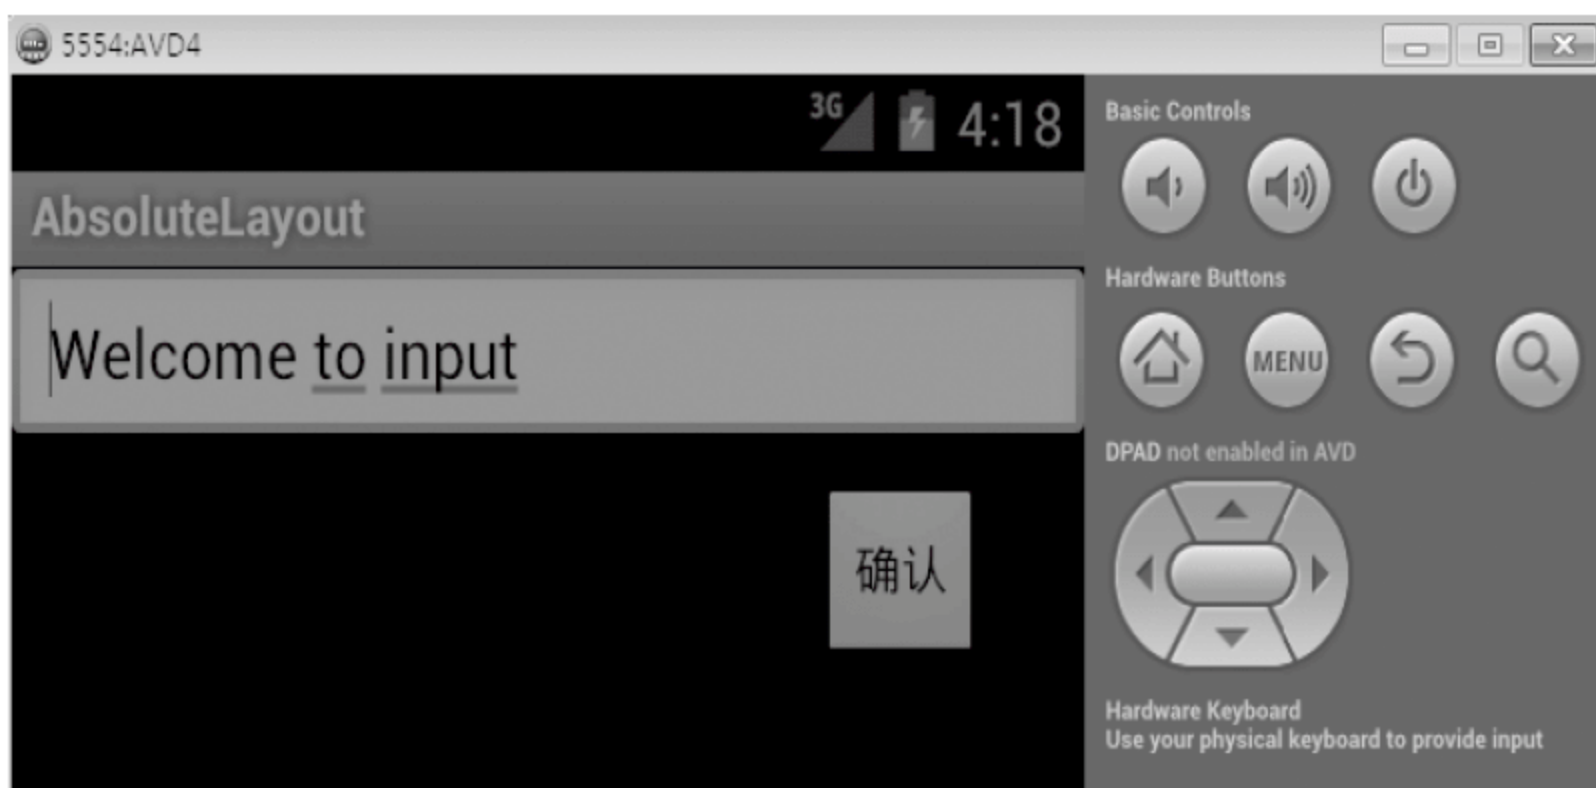 5554:AVD4
3G 4:18
AbsoluteLayout
Welcome to input
确认
Basic Controls
Hardware Buttons
MENU
DPAD not enabled in AVD
Hardware Keyboard
Use your physical keyboard to provide input